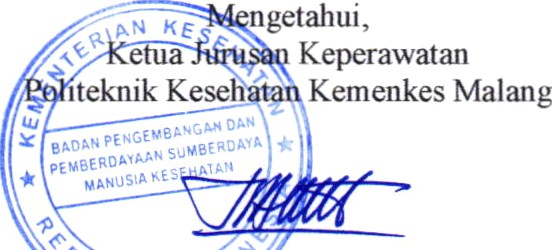 Mengetahui,
Ketua Jurusan Keperawatan
Politeknik Kesehatan Kemenkes Malang
KEMENTERIAN KESEHATAN
BADAN PENGEMBANGAN DAN
PEMBERDAYAAN SUMBERDAYA
MANUSIA KESEHATAN